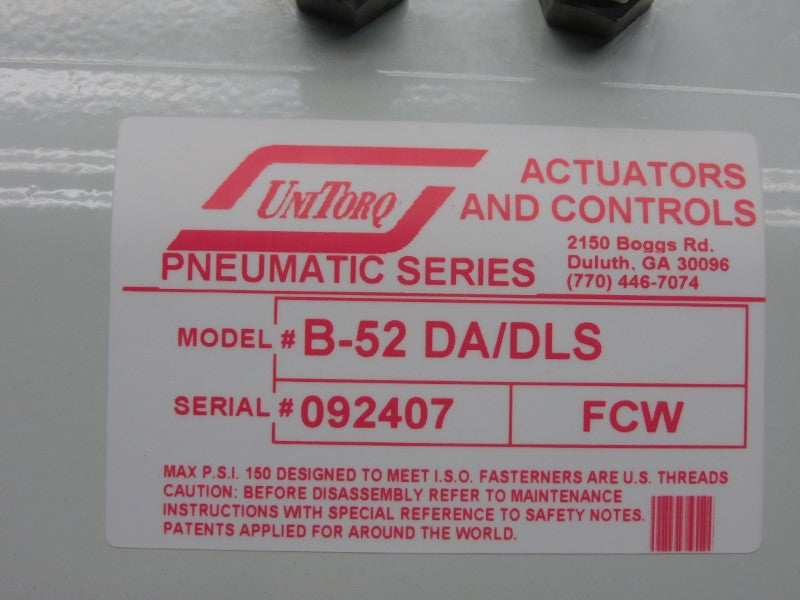 UNITORQ
ACTUATORS
AND CONTROLS
2150 Boggs Rd.
Duluth, GA 30096
(770) 446-7074
PNEUMATIC SERIES
MODEL # B-52 DA/DLS
SERIAL # 092407 FCW
MAX P.S.I. 150 DESIGNED TO MEET I.S.O. FASTERNERS ARE U.S. THREADS
CAUTION: BEFORE DISASSEMBLY REFER TO MAINTENANCE
INSTRUCTIONS WITH SPECIAL REFERENCE TO SAFETY NOTES.
PATENTS APPLIED FOR AROUND THE WORLD.